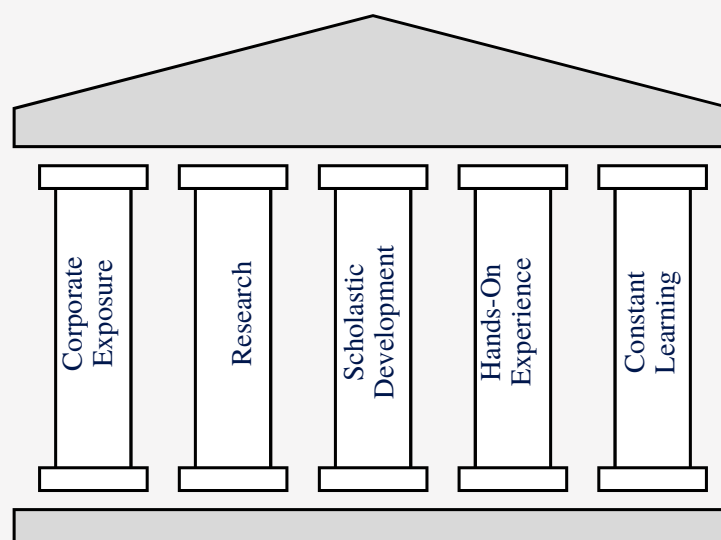 Corporate
Exposure
Research
Scholastic
Development
Hands-On
Experience
Constant
Learning